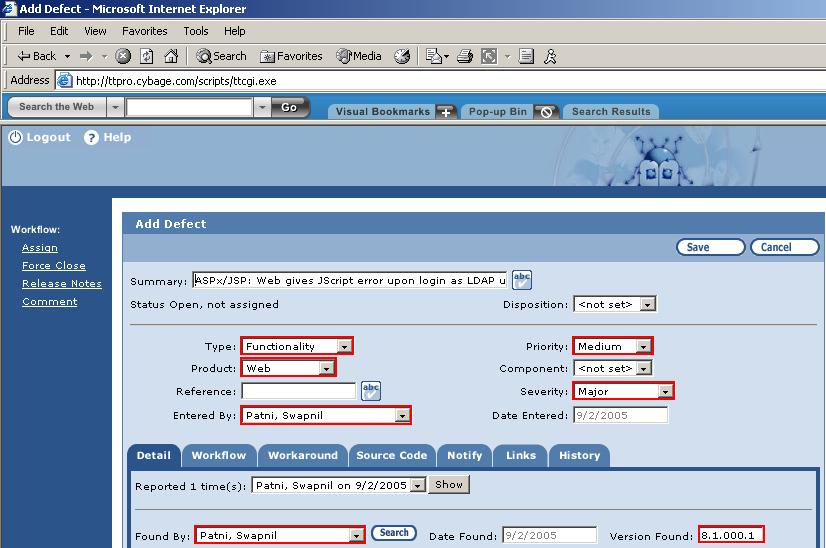 Add Defect - Microsoft Internet Explorer
File Edit View Favorites Tools Help
Back Search Favorites Media
Address http://ttpro.cybage.com/scripts/ttcgi.exe
Search the Web Go Visual Bookmarks Pop-up Bin Search Results
Logout ? Help
Workflow:
Assign
Force Close
Release Notes
Comment
Add Defect
Save Cancel
Summary: ASPx/JSP: Web gives JScript error upon login as LDAP u abc
Status Open, not assigned Disposition: <not set>
Type: Functionality Priority: Medium
Product: Web Component: <not set>
Reference: abc Severity: Major
Entered By: Patni, Swapnil Date Entered: 9/2/2005
Detail Workflow Workaround Source Code Notify Links History
Reported 1 time(s): Patni, Swapnil on 9/2/2005 Show
Found By: Patni, Swapnil Search Date Found: 9/2/2005 Version Found: 8.1.000.1